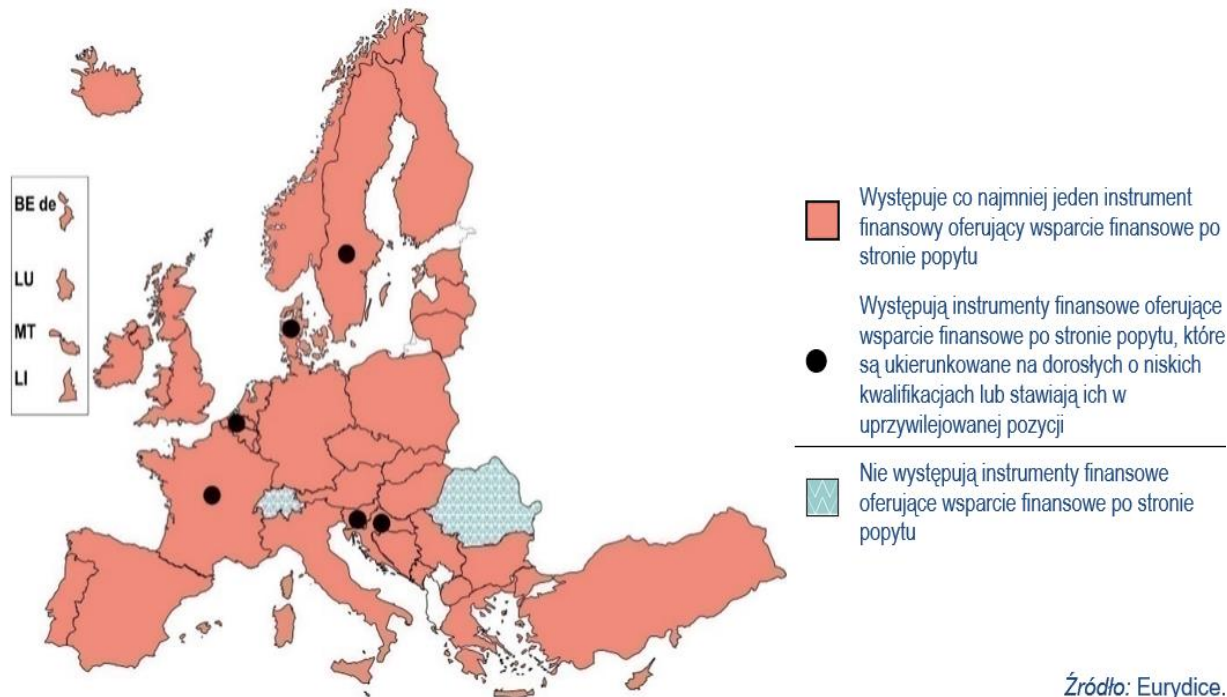 BE de
LU
MT
LI
Występuje co najmniej jeden instrument
finansowy oferujący wsparcie finansowe po
stronie popytu
Występują instrumenty finansowe oferujące
wsparcie finansowe po stronie popytu, które
są ukierunkowane na dorosłych o niskich
kwalifikacjach lub stawiają ich w
uprzywilejowanej pozycji
Nie występują instrumenty finansowe
oferujące wsparcie finansowe po stronie
popytu
Źródło: Eurydice.